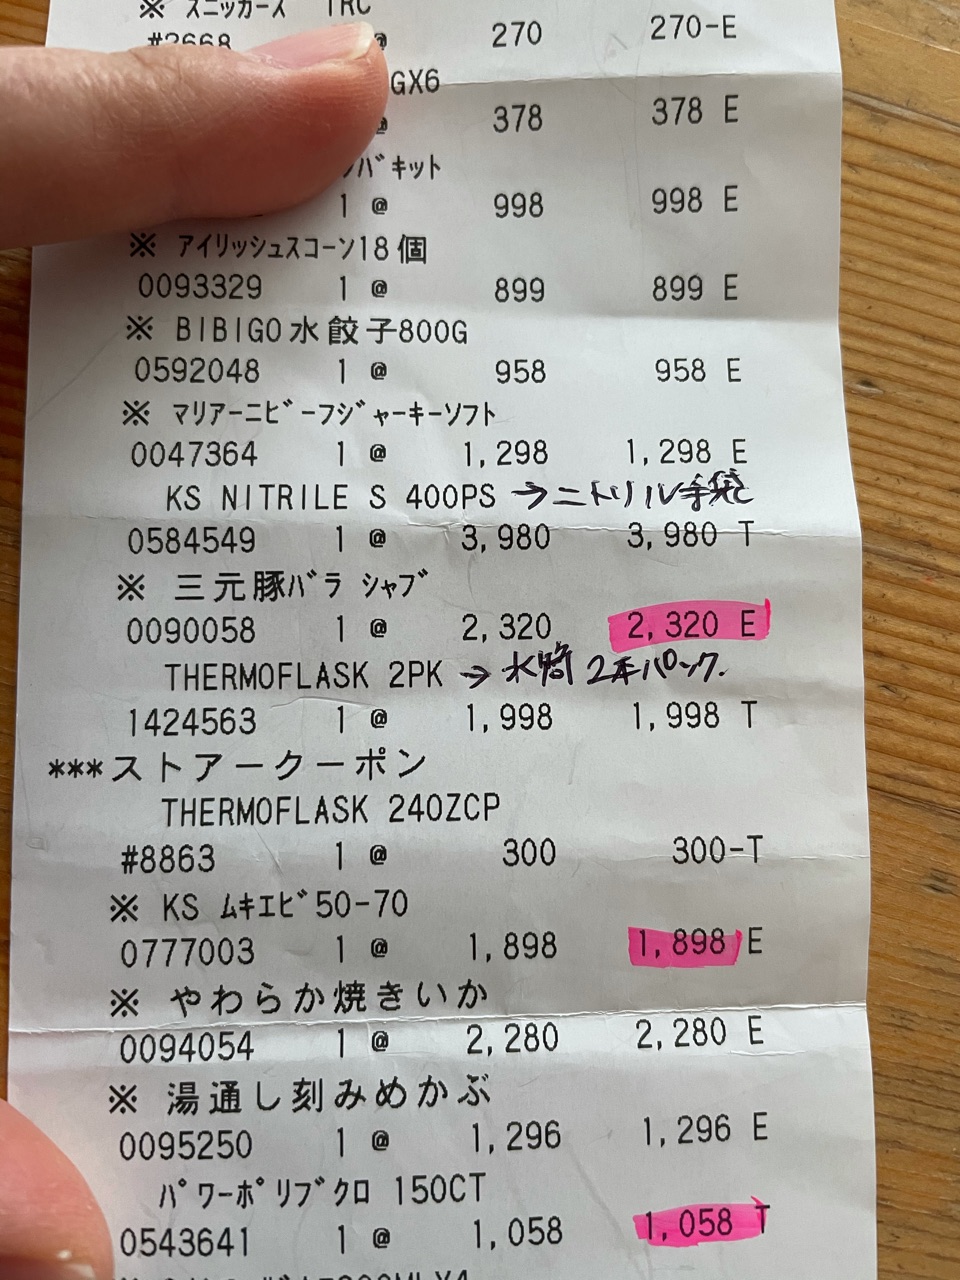 ※ スニッカーズ TRC
#2668 @ 270 270-E
GX6
@ 378 378 E
バキット
1 @ 998 998 E
※ アイリッシュスコーン18個
0093329 1 @ 899 899 E
※ BIBIGO水餃子800G
0592048 1 @ 958 958 E
※ マリアーニビーフジャーキーソフト
0047364 1 @ 1,298 1,298 E
KS NITRILE S 400PS →ニトリル手袋
0584549 1 @ 3,980 3,980 T
※ 三元豚バラ シャブ
0090058 1 @ 2,320 2,320 E
THERMOFLASK 2PK → 水筒 2本パック.
1424563 1 @ 1,998 1,998 T
***ストアークーポン
THERMOFLASK 24OZCP
#8863 1 @ 300 300-T
※ KS ムキエビ50-70
0777003 1 @ 1,898 1,898 E
※ やわらか焼きいか
0094054 1 @ 2,280 2,280 E
※ 湯通し刻みめかぶ
0095250 1 @ 1,296 1,296 E
パワーポリブクロ 150CT
0543641 1 @ 1,058 1,058 T